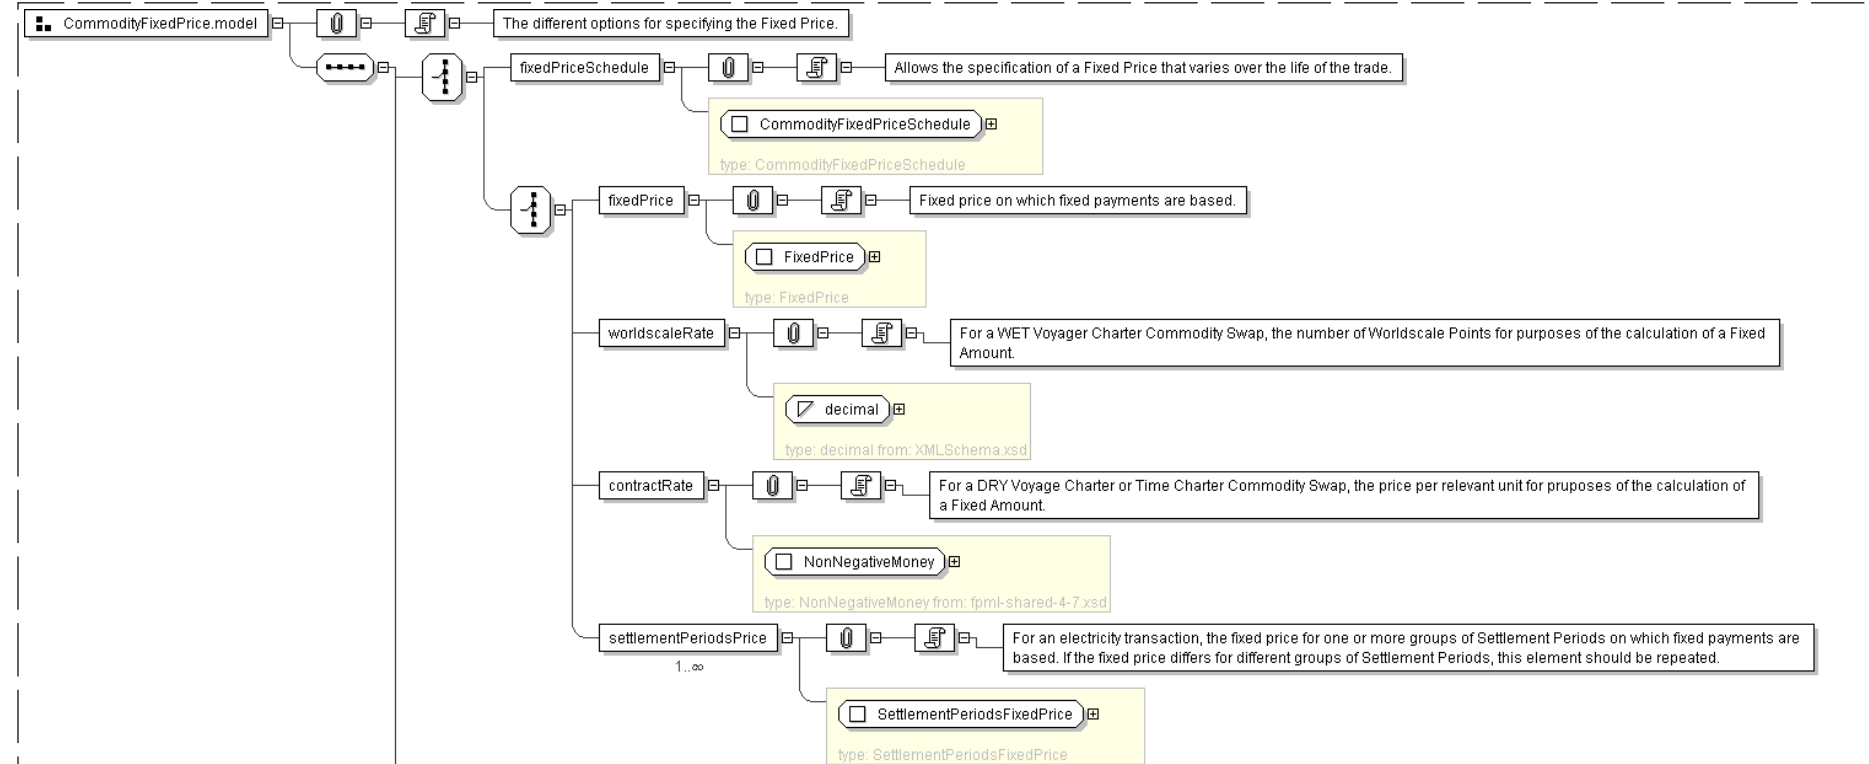 CommodityFixedPrice.model
The different options for specifying the Fixed Price.
fixedPriceSchedule
Allows the specification of a Fixed Price that varies over the life of the trade.
CommodityFixedPriceSchedule
type: CommodityFixedPriceSchedule
fixedPrice
Fixed price on which fixed payments are based.
FixedPrice
type: FixedPrice
worldscaleRate
For a WET Voyager Charter Commodity Swap, the number of Worldscale Points for purposes of the calculation of a Fixed
Amount.
decimal
type: decimal from: XMLSchema.xsd
contractRate
For a DRY Voyage Charter or Time Charter Commodity Swap, the price per relevant unit for pruposes of the calculation of
a Fixed Amount.
NonNegativeMoney
type: NonNegativeMoney from: fpml-shared-4-7.xsd
settlementPeriodsPrice
1..∞
For an electricity transaction, the fixed price for one or more groups of Settlement Periods on which fixed payments are
based. If the fixed price differs for different groups of Settlement Periods, this element should be repeated.
SettlementPeriodsFixedPrice
type: SettlementPeriodsFixedPrice